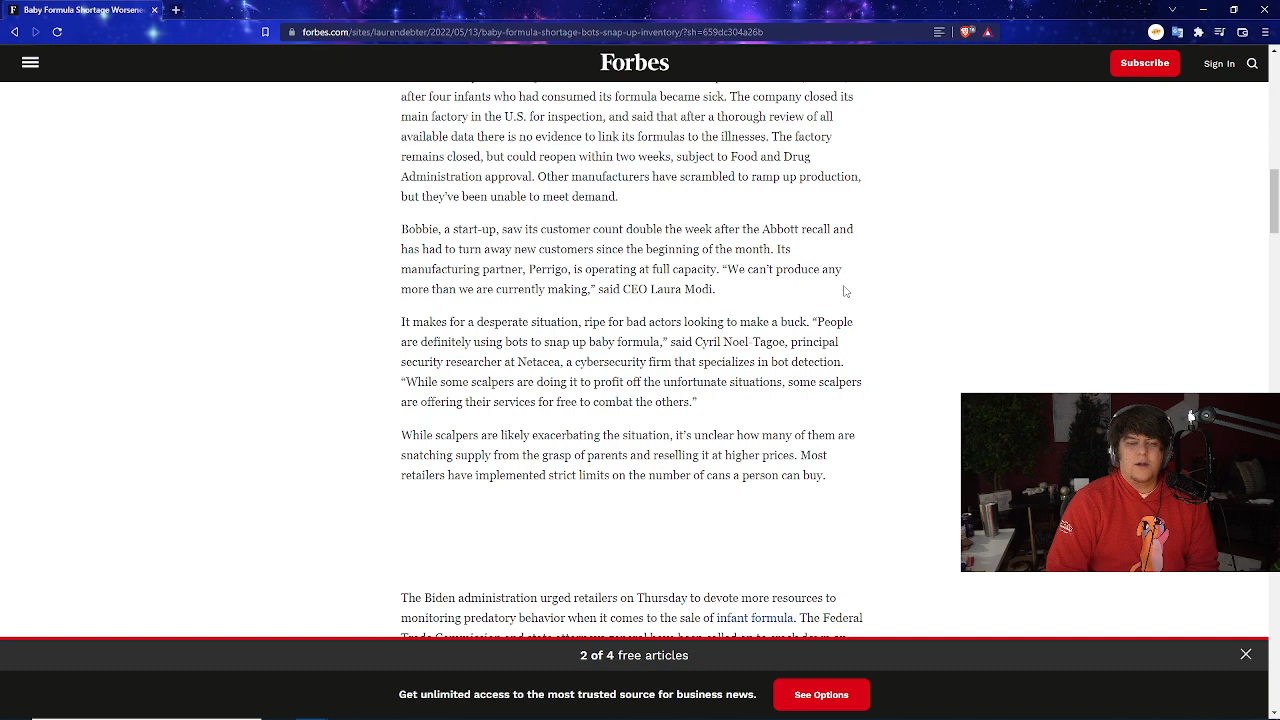 Baby Formula Shortage Worsene
forbes.com/sites/laurendebter/2022/05/13/baby-formula-shortage-bots-snap-up-inventory/?sh=659dc304a26b
Forbes
Subscribe
Sign In
after four infants who had consumed its formula became sick. The company closed its
main factory in the U.S. for inspection, and said that after a thorough review of all
available data there is no evidence to link its formulas to the illnesses. The factory
remains closed, but could reopen within two weeks, subject to Food and Drug
Administration approval. Other manufacturers have scrambled to ramp up production,
but they’ve been unable to meet demand.
Bobbie, a start-up, saw its customer count double the week after the Abbott recall and
has had to turn away new customers since the beginning of the month. Its
manufacturing partner, Perrigo, is operating at full capacity. “We can’t produce any
more than we are currently making,” said CEO Laura Modi.
It makes for a desperate situation, ripe for bad actors looking to make a buck. “People
are definitely using bots to snap up baby formula,” said Cyril Noel-Tagoe, principal
security researcher at Netacea, a cybersecurity firm that specializes in bot detection.
“While some scalpers are doing it to profit off the unfortunate situations, some scalpers
are offering their services for free to combat the others.”
While scalpers are likely exacerbating the situation, it’s unclear how many of them are
snatching supply from the grasp of parents and reselling it at higher prices. Most
retailers have implemented strict limits on the number of cans a person can buy.
The Biden administration urged retailers on Thursday to devote more resources to
monitoring predatory behavior when it comes to the sale of infant formula. The Federal
2 of 4 free articles
Get unlimited access to the most trusted source for business news.
See Options